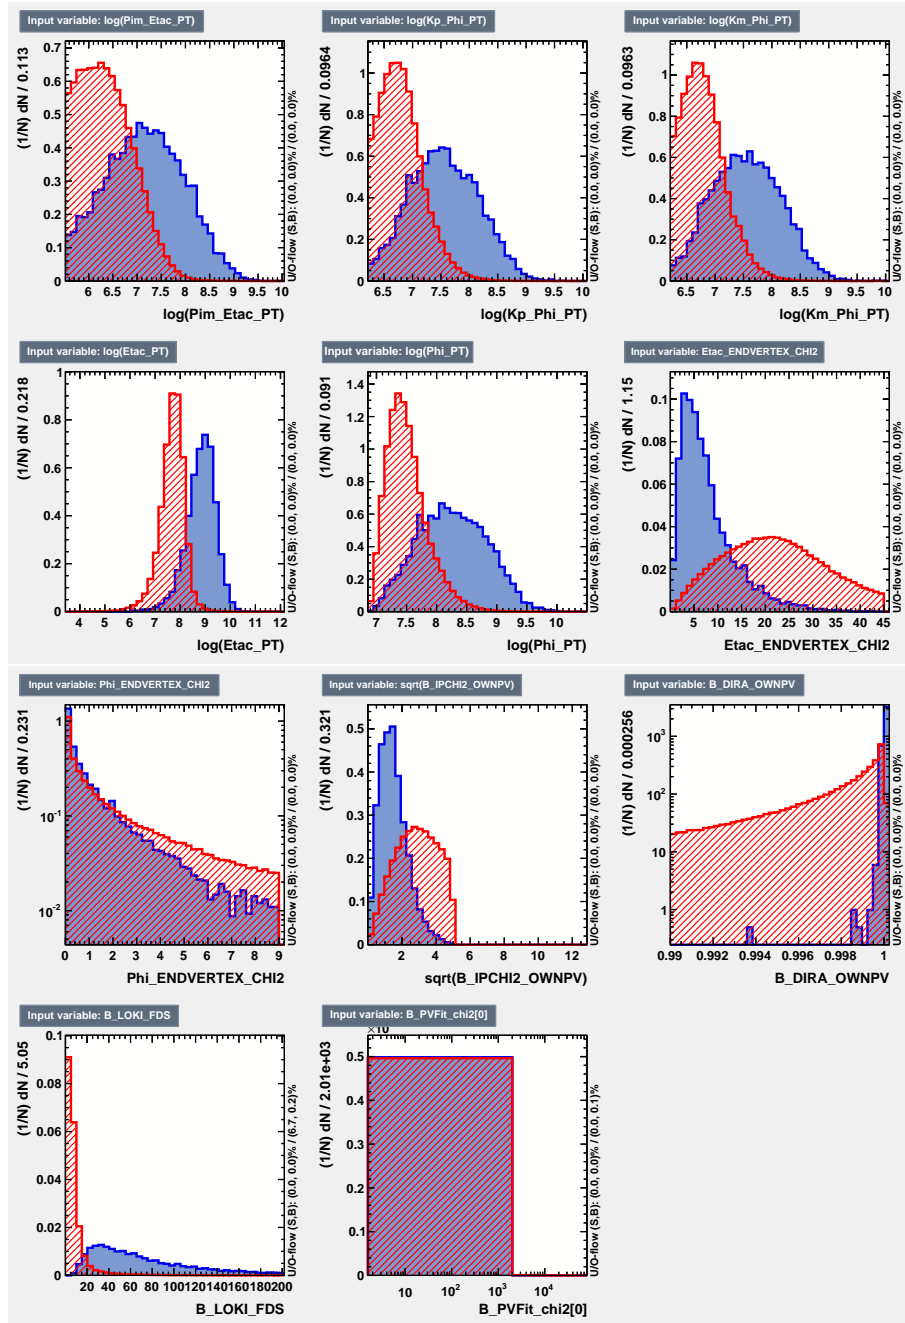 Input variable: log(Pim_Etac_PT)
(1/N) dN / 0.113
0.7
0.6
0.5
0.4
0.3
0.2
0.1
0
6 6.5 7 7.5 8 8.5 9 9.5 10
log(Pim_Etac_PT)
U/O-flow (S,B): (0.0, 0.0)% / (0.0, 0.0)%
Input variable: log(Kp_Phi_PT)
(1/N) dN / 0.0964
1
0.8
0.6
0.4
0.2
0
6.5 7 7.5 8 8.5 9 9.5 10
log(Kp_Phi_PT)
U/O-flow (S,B): (0.0, 0.0)% / (0.0, 0.0)%
Input variable: log(Km_Phi_PT)
(1/N) dN / 0.0963
1
0.8
0.6
0.4
0.2
0
6.5 7 7.5 8 8.5 9 9.5 10
log(Km_Phi_PT)
U/O-flow (S,B): (0.0, 0.0)% / (0.0, 0.0)%
Input variable: log(Etac_PT)
(1/N) dN / 0.218
1
0.8
0.6
0.4
0.2
0
4 5 6 7 8 9 10 11 12
log(Etac_PT)
U/O-flow (S,B): (0.0, 0.0)% / (0.0, 0.0)%
Input variable: log(Phi_PT)
(1/N) dN / 0.091
1.4
1.2
1
0.8
0.6
0.4
0.2
0
7 7.5 8 8.5 9 9.5 10
log(Phi_PT)
U/O-flow (S,B): (0.0, 0.0)% / (0.0, 0.0)%
Input variable: Etac_ENDVERTEX_CHI2
(1/N) dN / 1.15
0.1
0.08
0.06
0.04
0.02
0
5 10 15 20 25 30 35 40 45
Etac_ENDVERTEX_CHI2
U/O-flow (S,B): (0.0, 0.0)% / (0.0, 0.0)%
Input variable: Phi_ENDVERTEX_CHI2
(1/N) dN / 0.231
1
10-1
10-2
0 1 2 3 4 5 6 7 8 9
Phi_ENDVERTEX_CHI2
U/O-flow (S,B): (0.0, 0.0)% / (0.0, 0.0)%
Input variable: sqrt(B_IPCHI2_OWNPV)
(1/N) dN / 0.321
0.5
0.4
0.3
0.2
0.1
0
2 4 6 8 10 12
sqrt(B_IPCHI2_OWNPV)
U/O-flow (S,B): (0.0, 0.0)% / (0.0, 0.0)%
Input variable: B_DIRA_OWNPV
(1/N) dN / 0.000256
103
102
10
1
0.99 0.992 0.994 0.996 0.998 1
B_DIRA_OWNPV
U/O-flow (S,B): (0.0, 0.0)% / (0.0, 0.0)%
Input variable: B_LOKI_FDS
(1/N) dN / 5.05
0.1
0.08
0.06
0.04
0.02
0
20 40 60 80 100 120 140 160 180 200
B_LOKI_FDS
U/O-flow (S,B): (0.0, 0.0)% / (6.7, 0.2)%
Input variable: B_PVFit_chi2[0]
(1/N) dN / 2.01e+03
0.5
0.4
0.3
0.2
0.1
0
10 102 103 104
B_PVFit_chi2[0]
U/O-flow (S,B): (0.0, 0.0)% / (0.0, 0.1)%